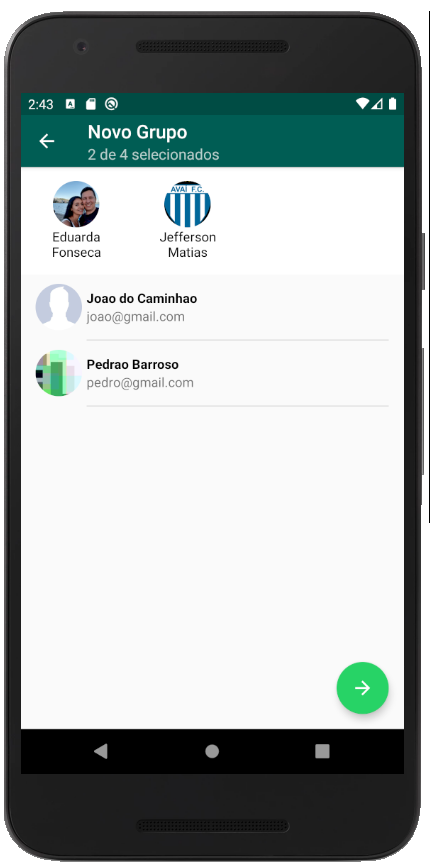 2:43
Novo Grupo
2 de 4 selecionados
AVAÍ F.C.
Eduarda
Fonseca
Jefferson
Matias
Joao do Caminhao
joao@gmail.com
Pedrao Barroso
pedro@gmail.com